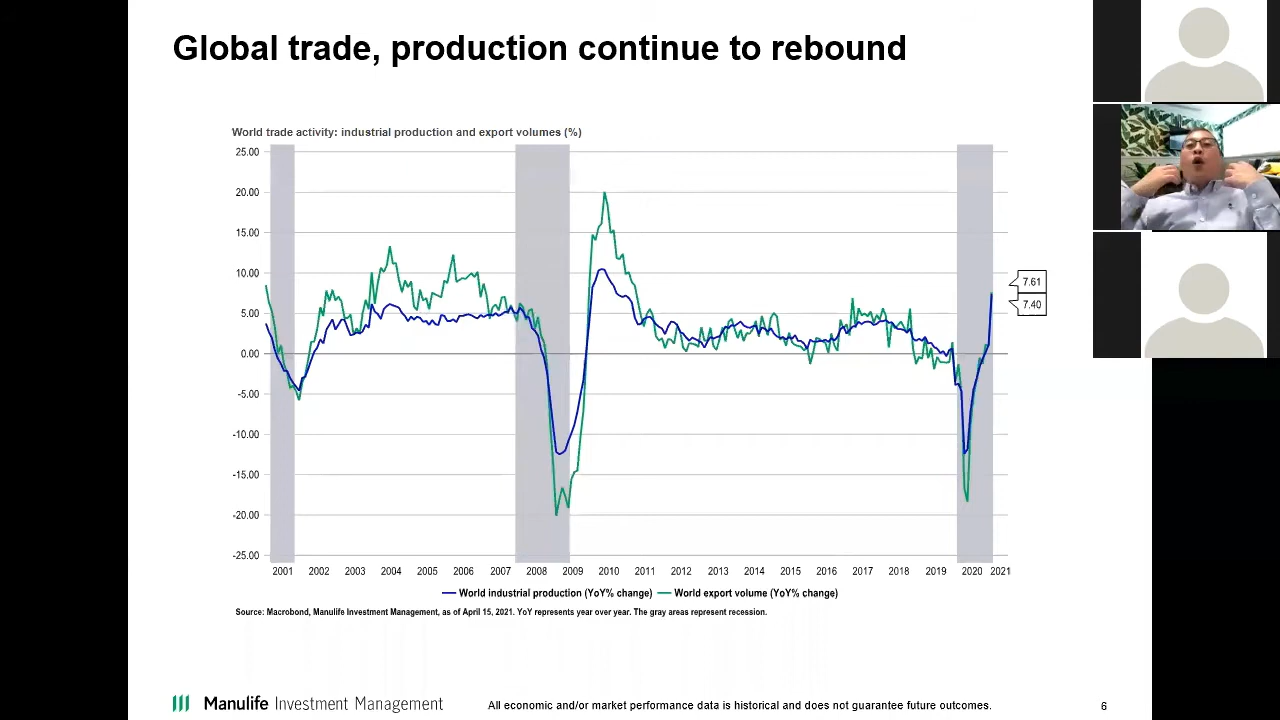 Global trade, production continue to rebound
World trade activity: industrial production and export volumes (%)
25.00
20.00
15.00
10.00
5.00
0.00
-5.00
-10.00
-15.00
-20.00
-25.00
7.61
7.40
2001 2002 2003 2004 2005 2006 2007 2008 2009 2010 2011 2012 2013 2014 2015 2016 2017 2018 2019 2020 2021
World industrial production (YoY% change) World export volume (YoY% change)
Source: Macrobond, Manulife Investment Management, as of April 15, 2021. YoY represents year over year. The gray areas represent recession.
Manulife Investment Management
All economic and/or market performance data is historical and does not guarantee future outcomes.
6